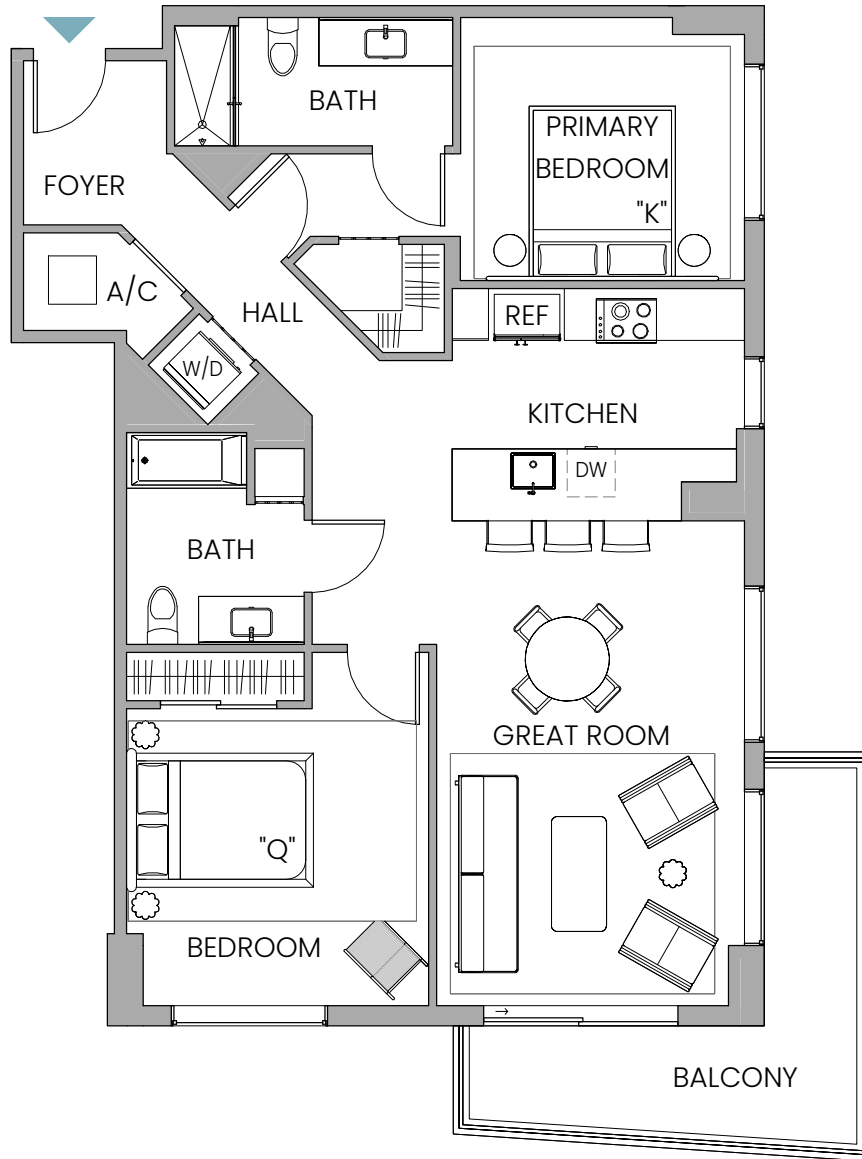 BATH
PRIMARY
BEDROOM
"K"
FOYER
A/C
HALL
REF
W/D
KITCHEN
DW
BATH
GREAT ROOM
"Q"
BEDROOM
BALCONY